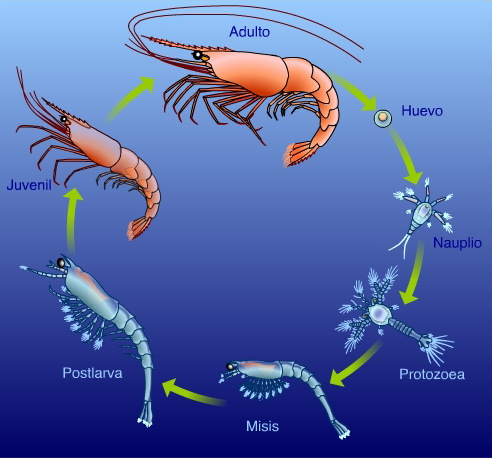 Adulto
Huevo
Nauplio
Protozoea
Misis
Postlarva
Juvenil